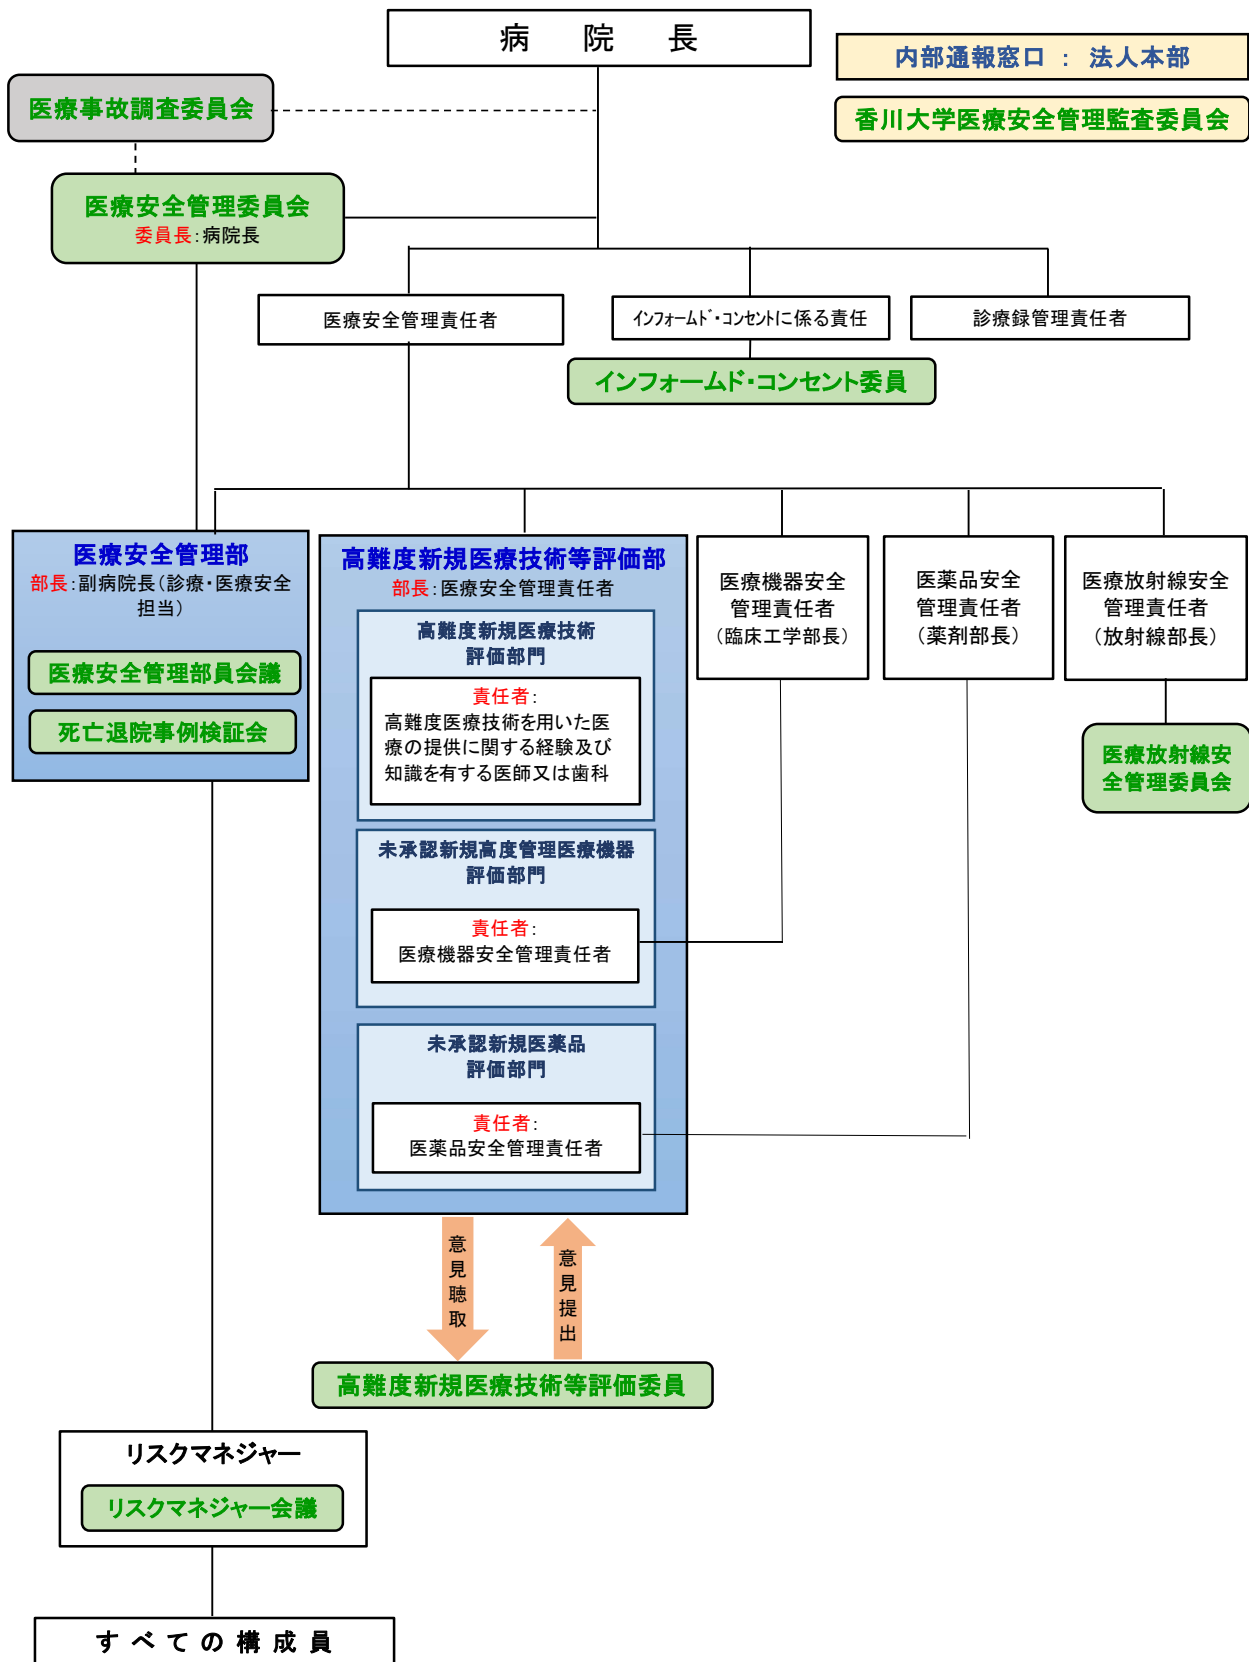 病　院　長
内部通報窓口 ： 法人本部
医療事故調査委員会
香川大学医療安全管理監査委員会
医療安全管理委員会
委員長：病院長
医療安全管理責任者
インフォームド・コンセントに係る責任
診療録管理責任者
インフォームド・コンセント委員
医療安全管理部
部長：副病院長（診療・医療安全
担当）
医療安全管理部員会議
死亡退院事例検証会
高難度新規医療技術等評価部
部長：医療安全管理責任者
高難度新規医療技術
評価部門
責任者：
高難度医療技術を用いた医
療の提供に関する経験及び
知識を有する医師又は歯科
未承認新規高度管理医療機器
評価部門
責任者：
医療機器安全管理責任者
未承認新規医薬品
評価部門
責任者：
医薬品安全管理責任者
医療機器安全
管理責任者
（臨床工学部長）
医薬品安全
管理責任者
（薬剤部長）
医療放射線安全
管理責任者
（放射線部長）
医療放射線安
全管理委員会
意見聴取
意見提出
高難度新規医療技術等評価委員
リスクマネジャー
リスクマネジャー会議
すべての構成員